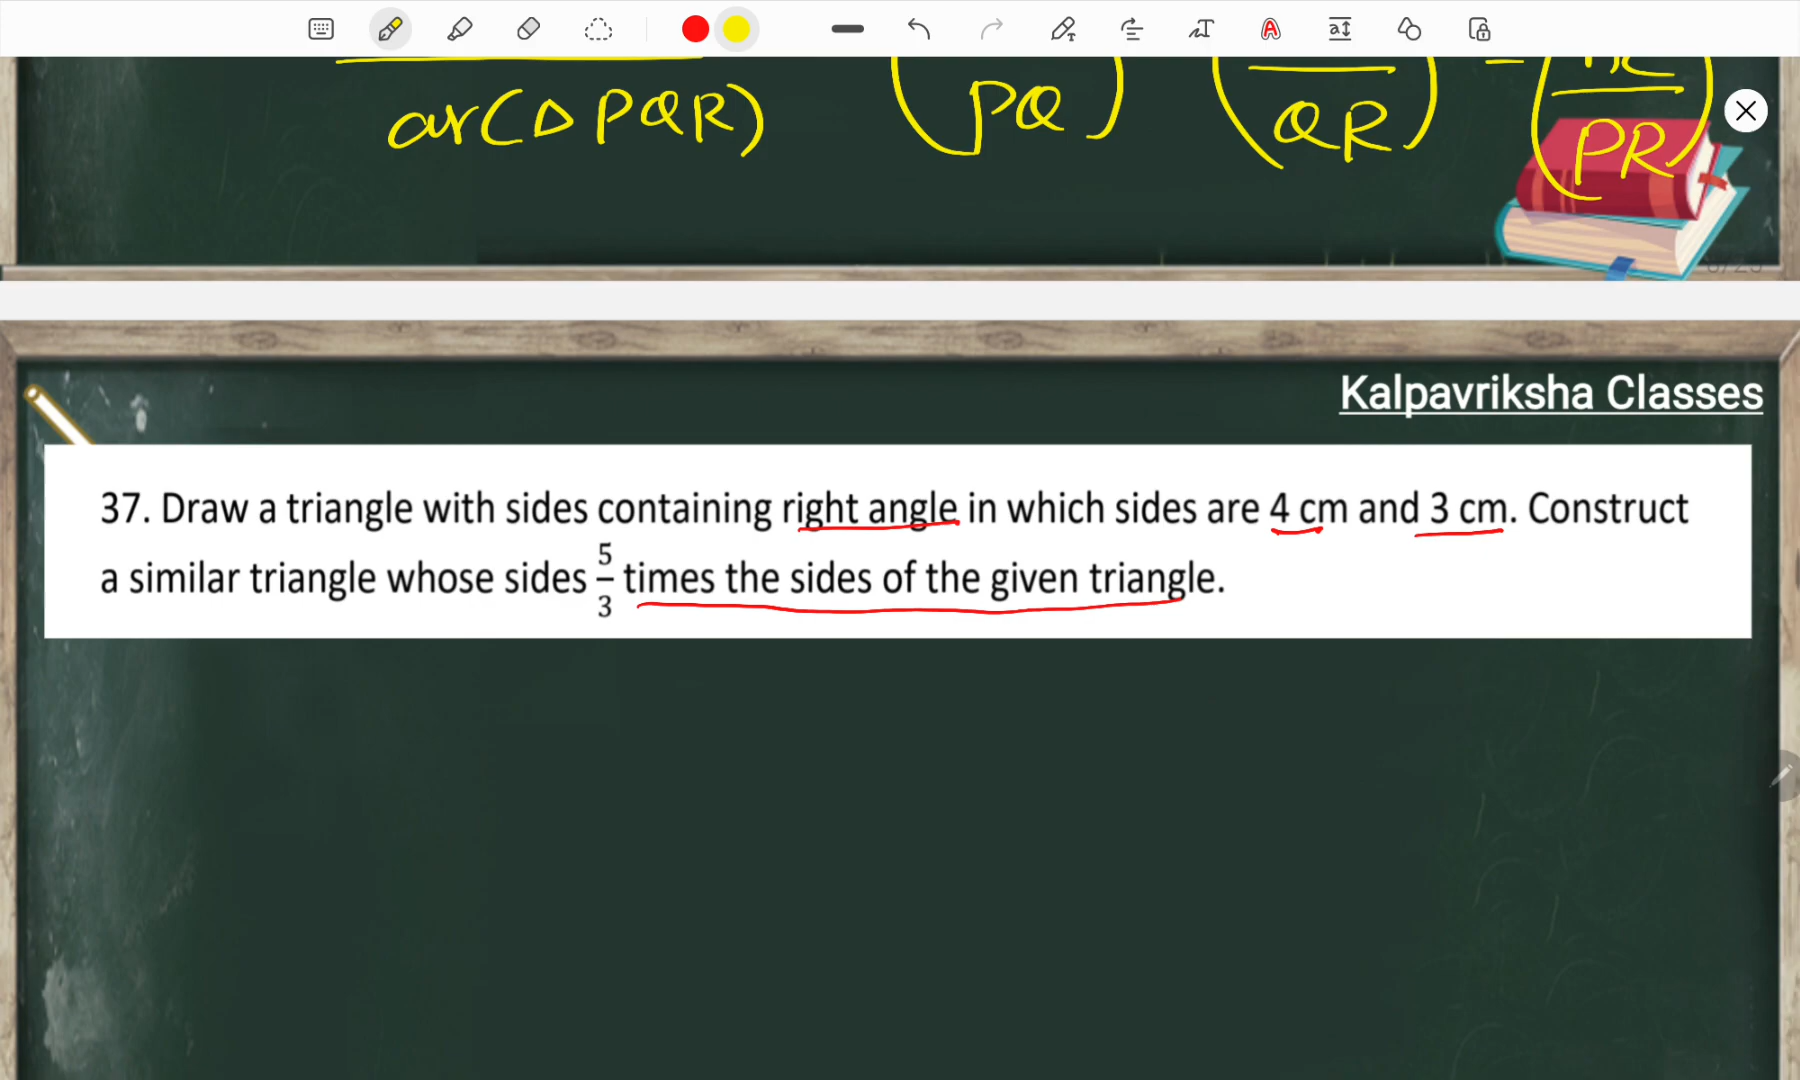 ar(Δ PQR) (PQ) (QR) = (PR)
6/25
Kalpavriksha Classes
37. Draw a triangle with sides containing right angle in which sides are 4 cm and 3 cm. Construct
a similar triangle whose sides 5/3 times the sides of the given triangle.